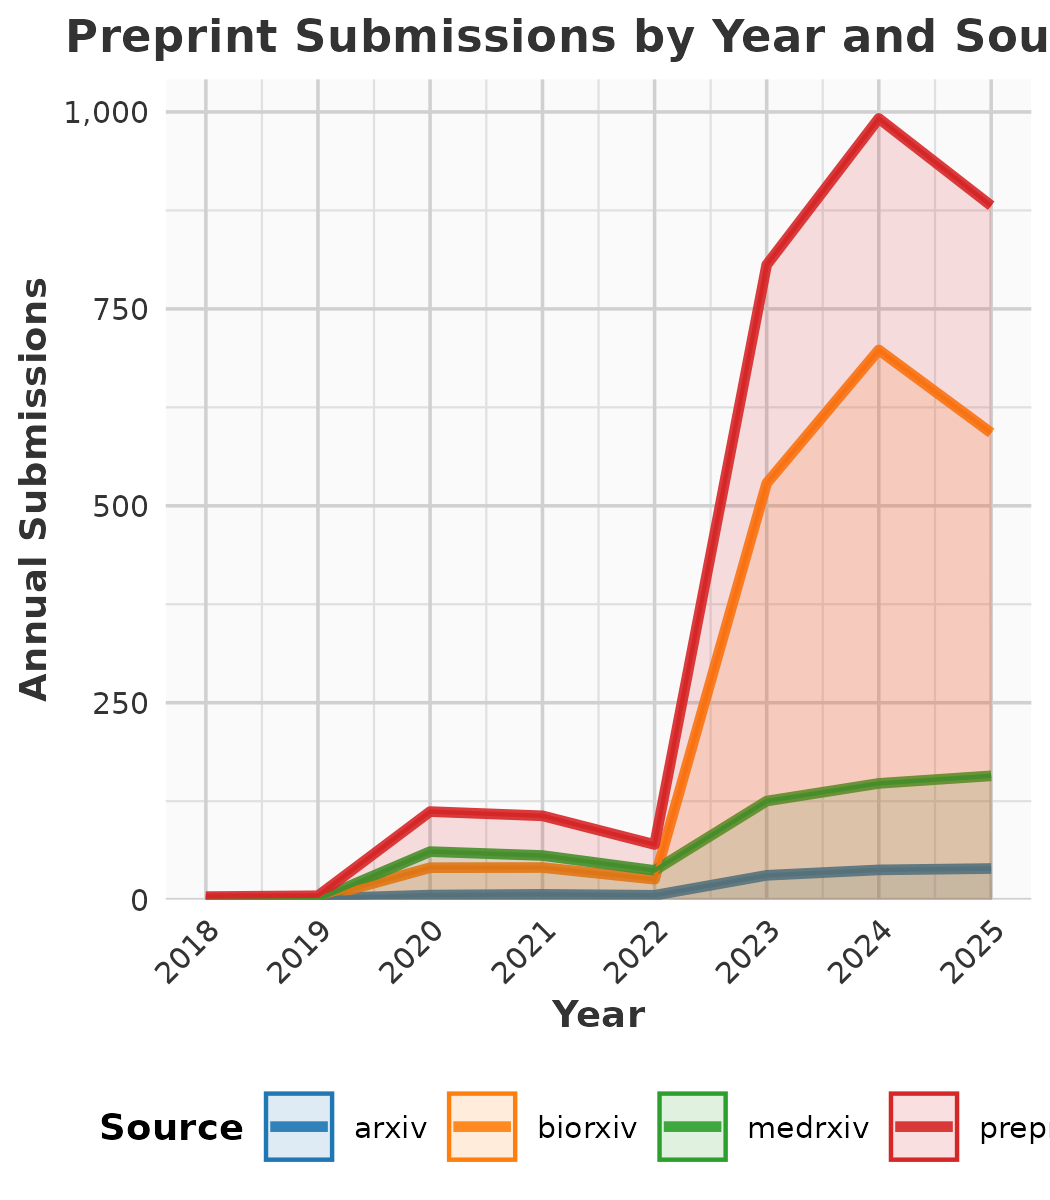 Preprint Submissions by Year and Sou
Annual Submissions
1,000
750
500
250
0
2018 2019 2020 2021 2022 2023 2024 2025
Year
Source arxiv biorxiv medrxiv prep